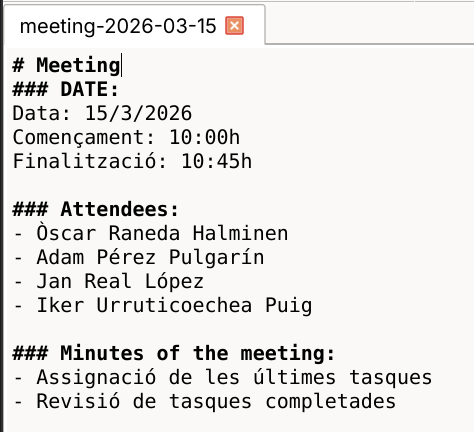 meeting-2026-03-15
# Meeting
### DATE:
Data: 15/3/2026
Començament: 10:00h
Finalització: 10:45h
### Attendees:
- Òscar Raneda Halminen
- Adam Pérez Pulgarín
- Jan Real López
- Iker Urruticoechea Puig
### Minutes of the meeting:
- Assignació de les últimes tasques
- Revisió de tasques completades